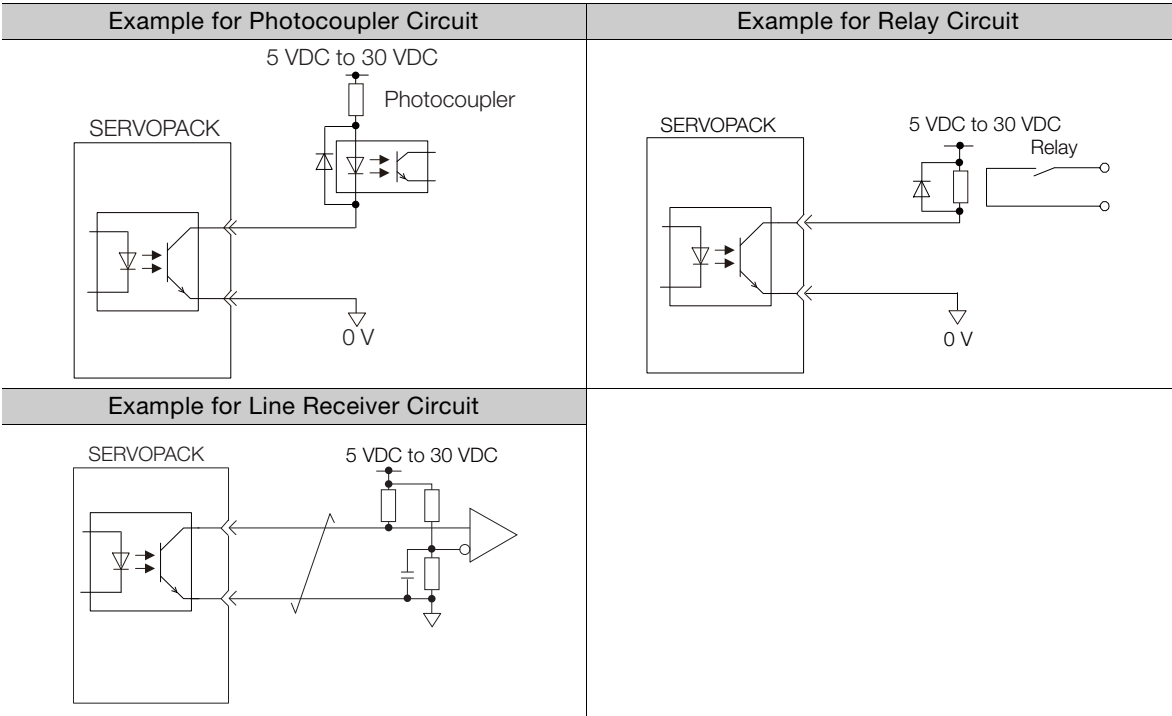 Example for Photocoupler Circuit
Example for Relay Circuit
5 VDC to 30 VDC
Photocoupler
SERVOPACK
0 V
SERVOPACK
5 VDC to 30 VDC
Relay
0 V
Example for Line Receiver Circuit
SERVOPACK
5 VDC to 30 VDC